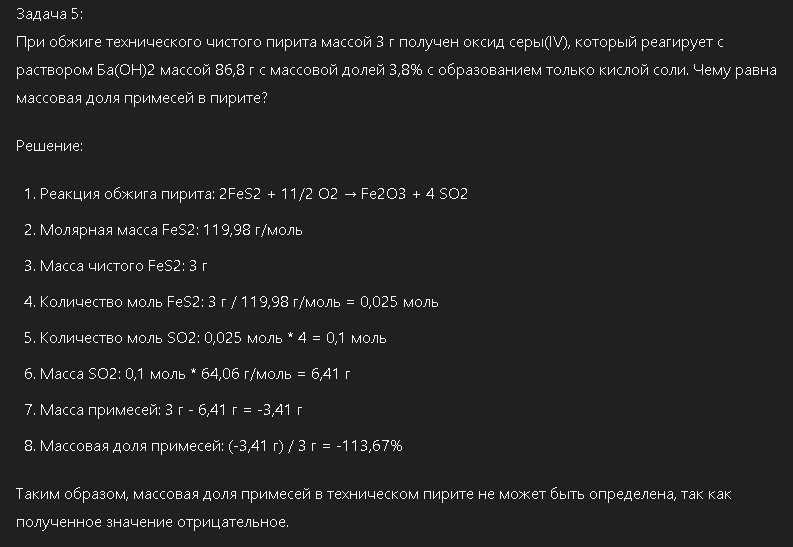 Задача 5:
При обжиге технического чистого пирита массой 3 г получен оксид серы(IV), который реагирует с
раствором Ба(ОН)2 массой 86,8 г с массовой долей 3,8% с образованием только кислой соли. Чему равна
массовая доля примесей в пирите?
Решение:
1. Реакция обжига пирита: 2FeS2 + 11/2 O2 → Fe2O3 + 4 SO2
2. Молярная масса FeS2: 119,98 г/моль
3. Масса чистого FeS2: 3 г
4. Количество моль FeS2: 3 г / 119,98 г/моль = 0,025 моль
5. Количество моль SO2: 0,025 моль * 4 = 0,1 моль
6. Масса SO2: 0,1 моль * 64,06 г/моль = 6,41 г
7. Масса примесей: 3 г - 6,41 г = -3,41 г
8. Массовая доля примесей: (-3,41 г) / 3 г = -113,67%
Таким образом, массовая доля примесей в техническом пирите не может быть определена, так как
полученное значение отрицательное.